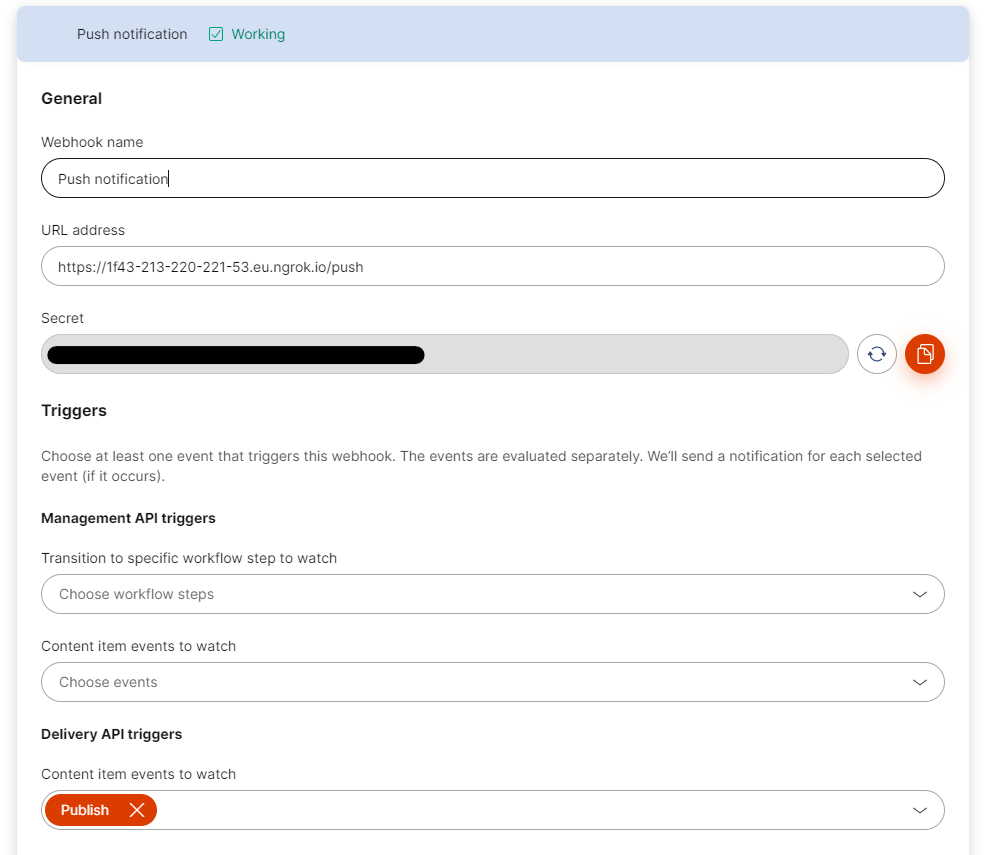 Push notification Working
General
Webhook name
Push notification
URL address
https://1f43-213-220-221-53.eu.ngrok.io/push
Secret
Triggers
Choose at least one event that triggers this webhook. The events are evaluated separately. We’ll send a notification for each selected
event (if it occurs).
Management API triggers
Transition to specific workflow step to watch
Choose workflow steps
Content item events to watch
Choose events
Delivery API triggers
Content item events to watch
Publish